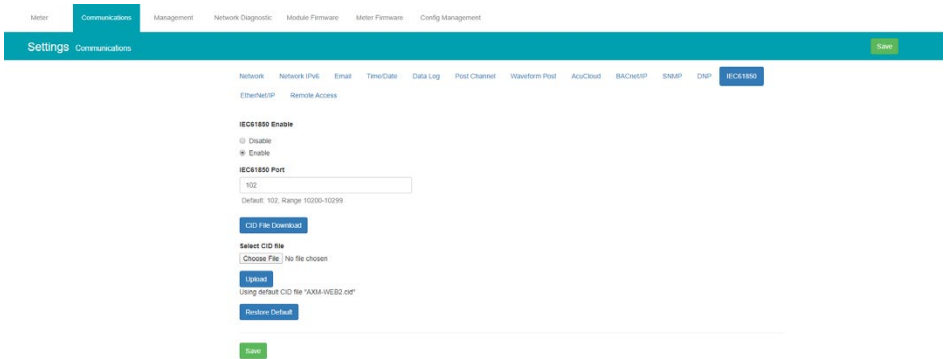 Meter Communications Management Network Diagnostic Module Firmware Meter Firmware Config Management
Settings Communications Save
Network Network IPv6 Email Time/Date Data Log Post Channel Waveform Post AcuCloud BACnet/IP SNMP DNP IEC61850
EtherNet/IP Remote Access
IEC61850 Enable
Disable
Enable
IEC61850 Port
102
Default: 102, Range 10200-10299
CID File Download
Select CID file
Choose File No file chosen
Upload
Using default CID file "AXM-WEB2.cid"
Restore Default
Save